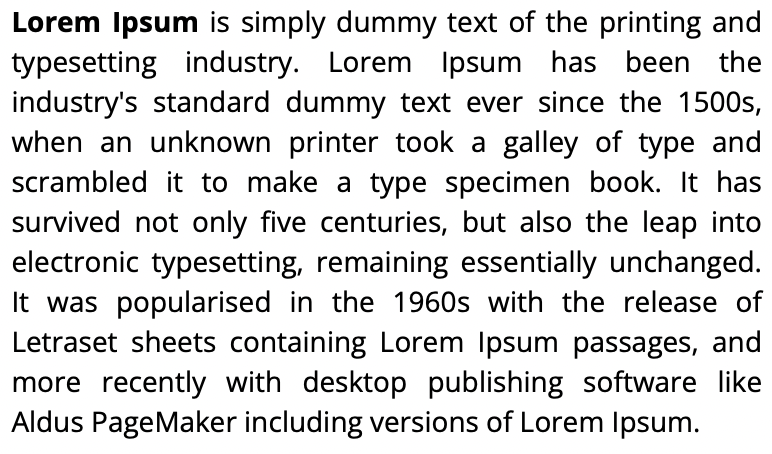 Lorem Ipsum is simply dummy text of the printing and
typesetting industry. Lorem Ipsum has been the
industry's standard dummy text ever since the 1500s,
when an unknown printer took a galley of type and
scrambled it to make a type specimen book. It has
survived not only five centuries, but also the leap into
electronic typesetting, remaining essentially unchanged.
It was popularised in the 1960s with the release of
Letraset sheets containing Lorem Ipsum passages, and
more recently with desktop publishing software like
Aldus PageMaker including versions of Lorem Ipsum.